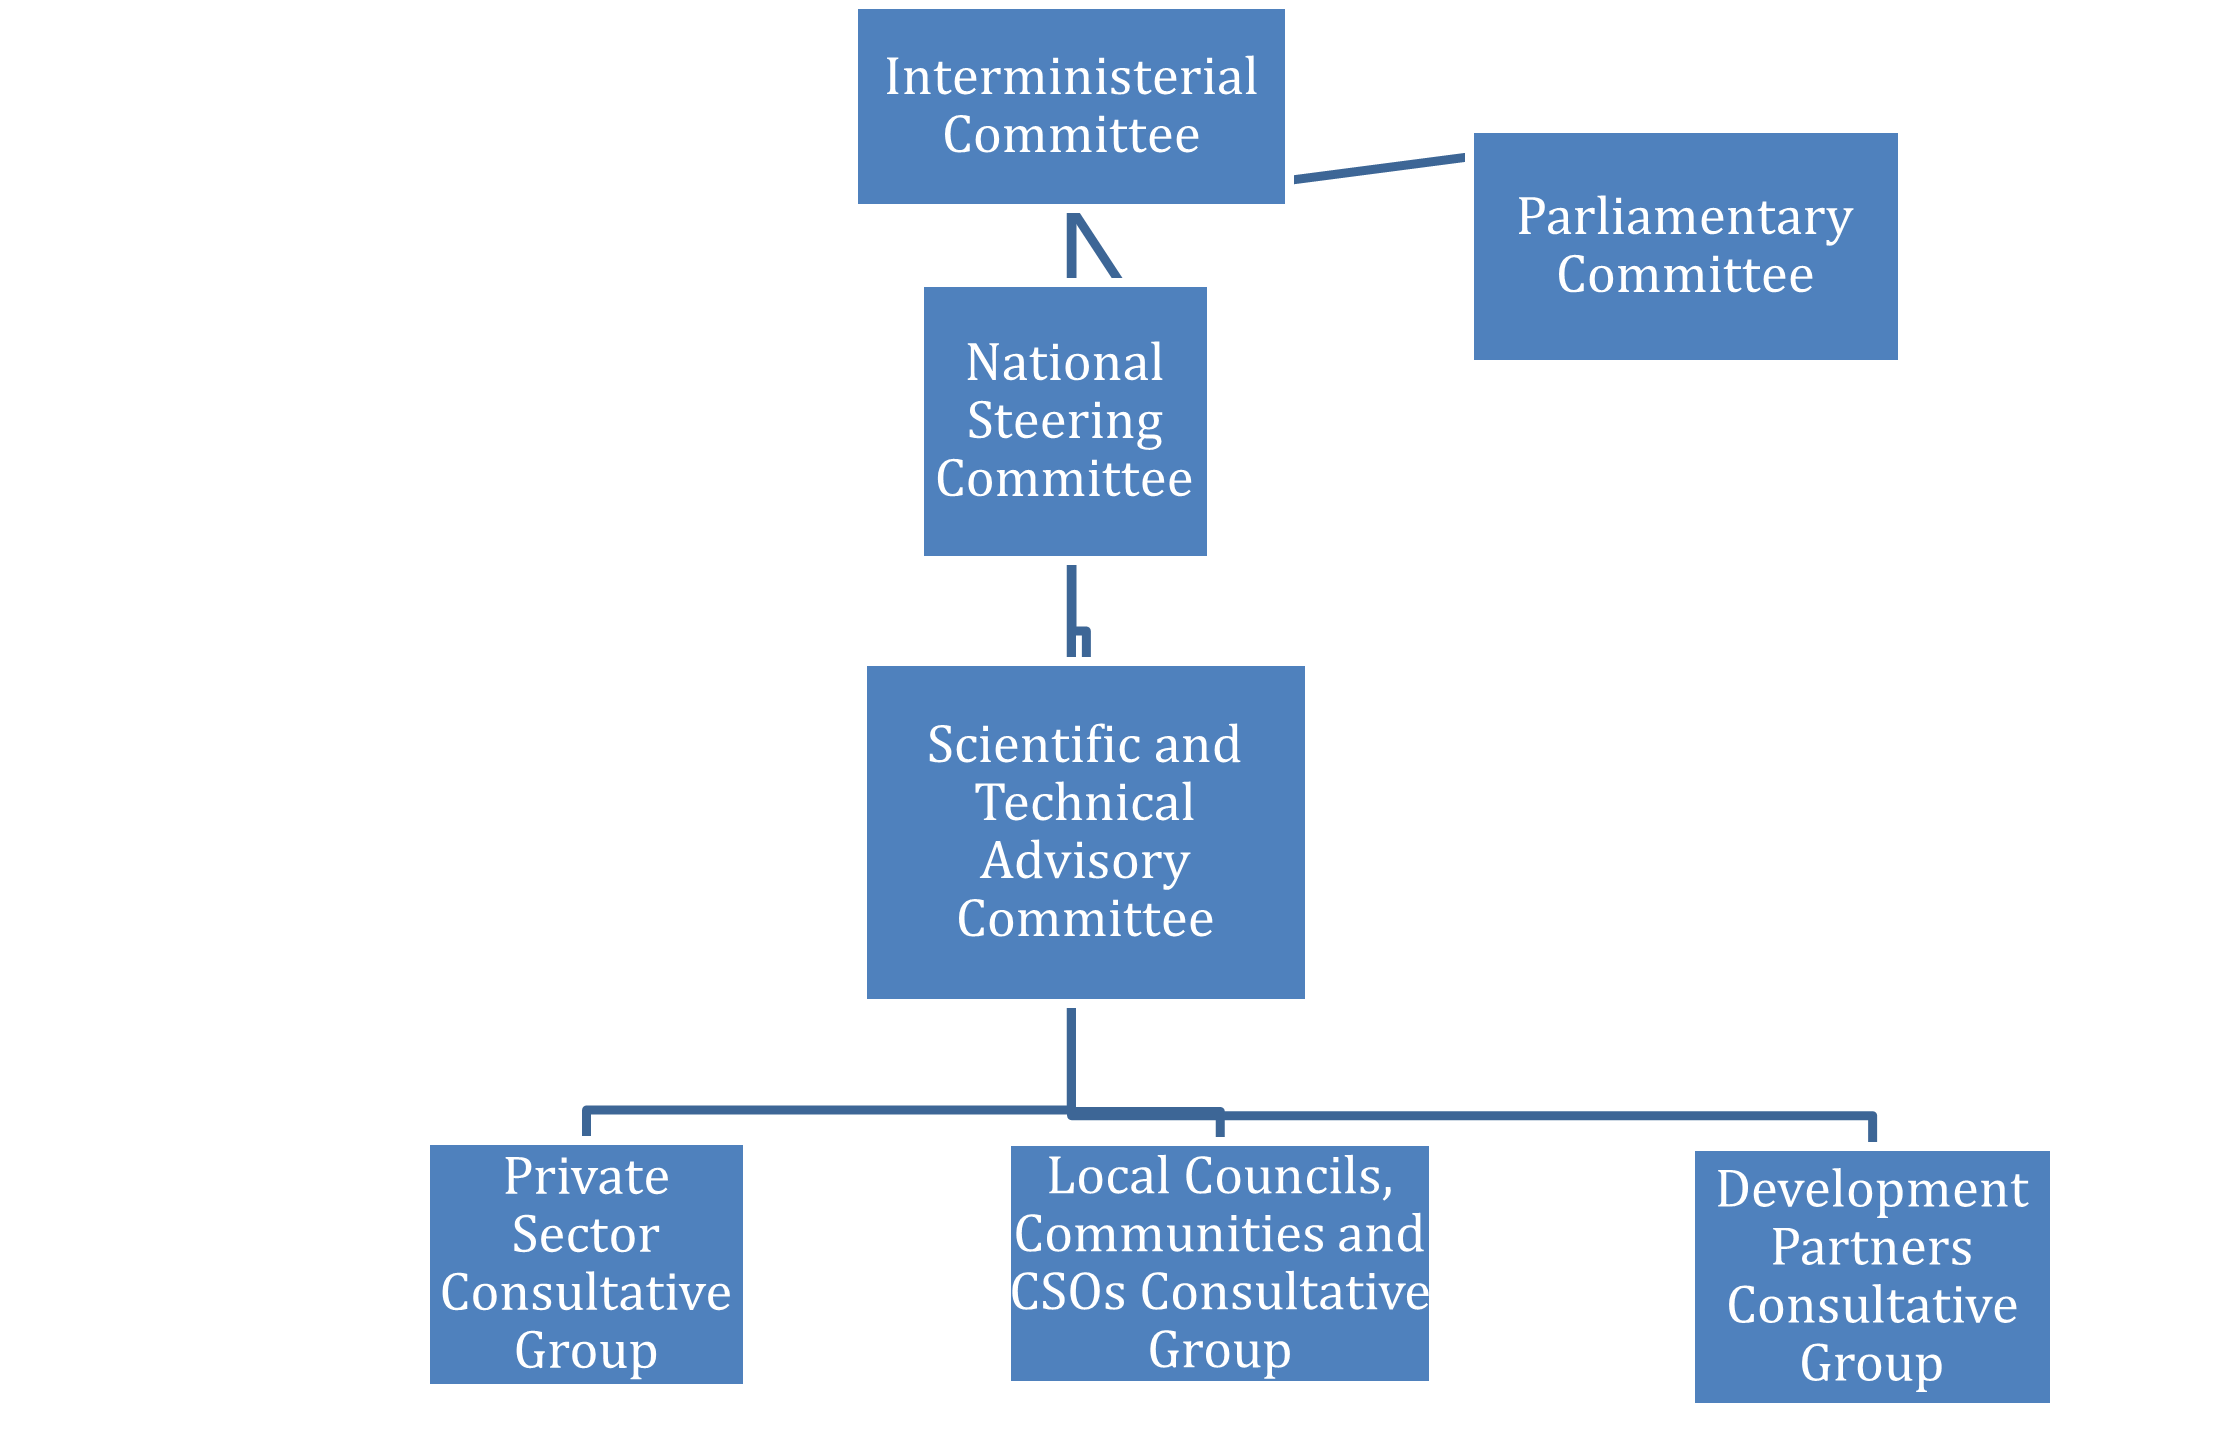 Interministerial
Committee
Parliamentary
Committee
National
Steering
Committee
Scientific and
Technical
Advisory
Committee
Private
Sector
Consultative
Group
Local Councils,
Communities and
CSOs Consultative
Group
Development
Partners
Consultative
Group